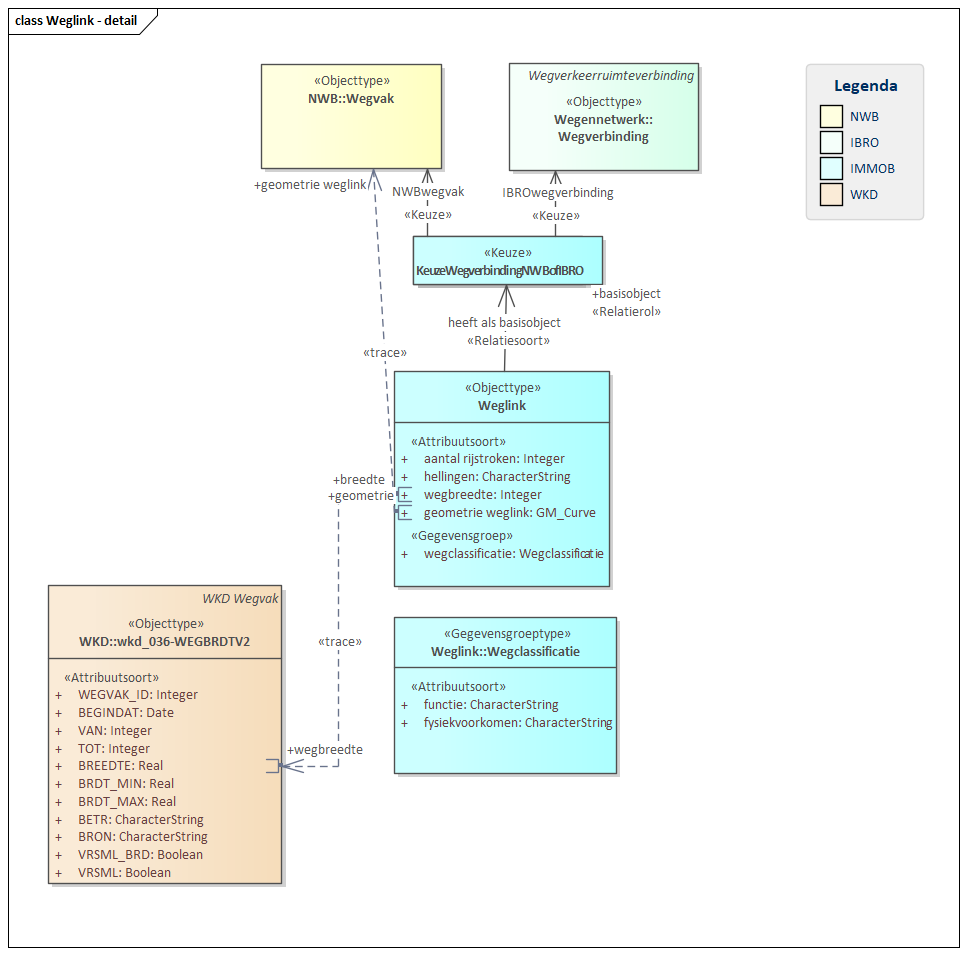 class Weglink - detail
«Objecttype»
NWB::Wegvak
Wegverkeerruimteverbinding
«Objecttype»
Wegennetwerk::
Wegverbinding
Legenda
NWB
IBRO
IMMOB
WKD
+geometrie weglink
NWBwegvak
«Keuze»
IBROwegverbinding
«Keuze»
«Keuze»
KeuzeWegverbindingNWBofIBRO
+basisobject
«Relatierol»
heeft als basisobject
«Relatiesoort»
«trace»
«Objecttype»
Weglink
«Attribuutsoort»
+ aantal rijstroken: Integer
+ hellingen: CharacterString
+ wegbreedte: Integer
+ geometrie weglink: GM_Curve
«Gegevensgroep»
+ wegclassificatie: Wegclassificatie
+breedte
+geometrie
«trace»
+wegbreedte
WKD Wegvak
«Objecttype»
WKD::wkd_036-WEGBRDTV2
«Attribuutsoort»
+ WEGVAK_ID: Integer
+ BEGINDAT: Date
+ VAN: Integer
+ TOT: Integer
+ BREEDTE: Real
+ BRDT_MIN: Real
+ BRDT_MAX: Real
+ BETR: CharacterString
+ BRON: CharacterString
+ VRSML_BRD: Boolean
+ VRSML: Boolean
«Gegevensgroeptype»
Weglink::Wegclassificatie
«Attribuutsoort»
+ functie: CharacterString
+ fysiekvoorkomen: CharacterString